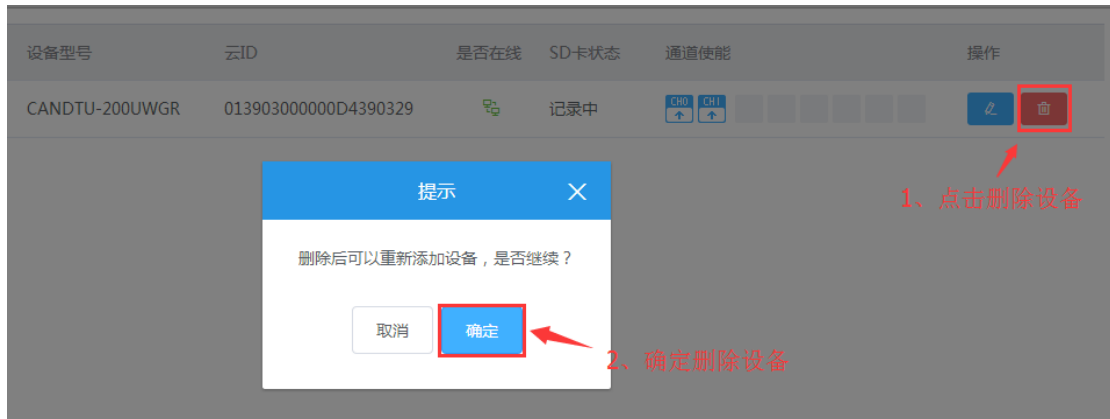 设备型号 云ID 是否在线 SD卡状态 通道使能 操作
CANDTU-200UWGR 013903000000D4390329 记录中 CH0 CH1
提示
1、点击删除设备
删除后可以重新添加设备，是否继续？
取消 确定
2、确定删除设备